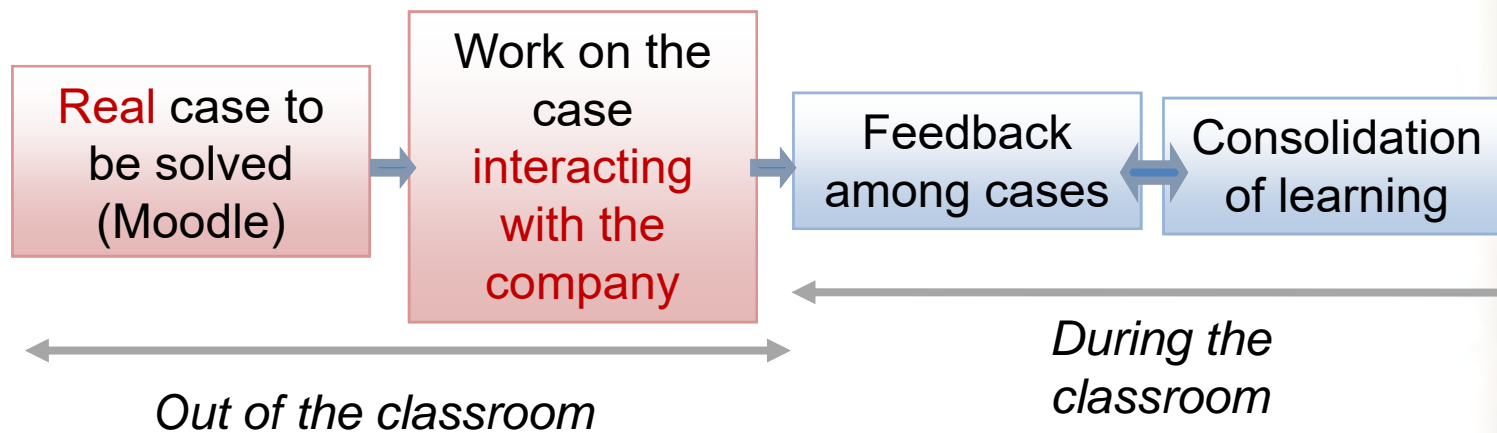 Real case to
be solved
(Moodle)
Work on the
case
interacting
with the
company
Feedback
among cases
Consolidation
of learning
Out of the classroom
During the
classroom